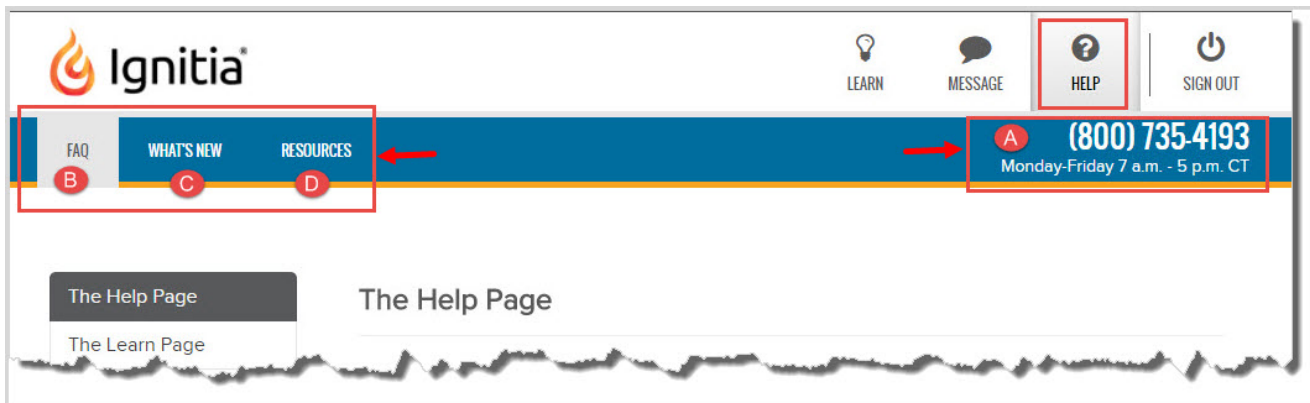 Ignitia®
LEARN
MESSAGE
HELP
SIGN OUT
FAQ
WHAT'S NEW
RESOURCES
B
C
D
A
(800) 735-4193
Monday-Friday 7 a.m. - 5 p.m. CT
The Help Page
The Learn Page
The Help Page